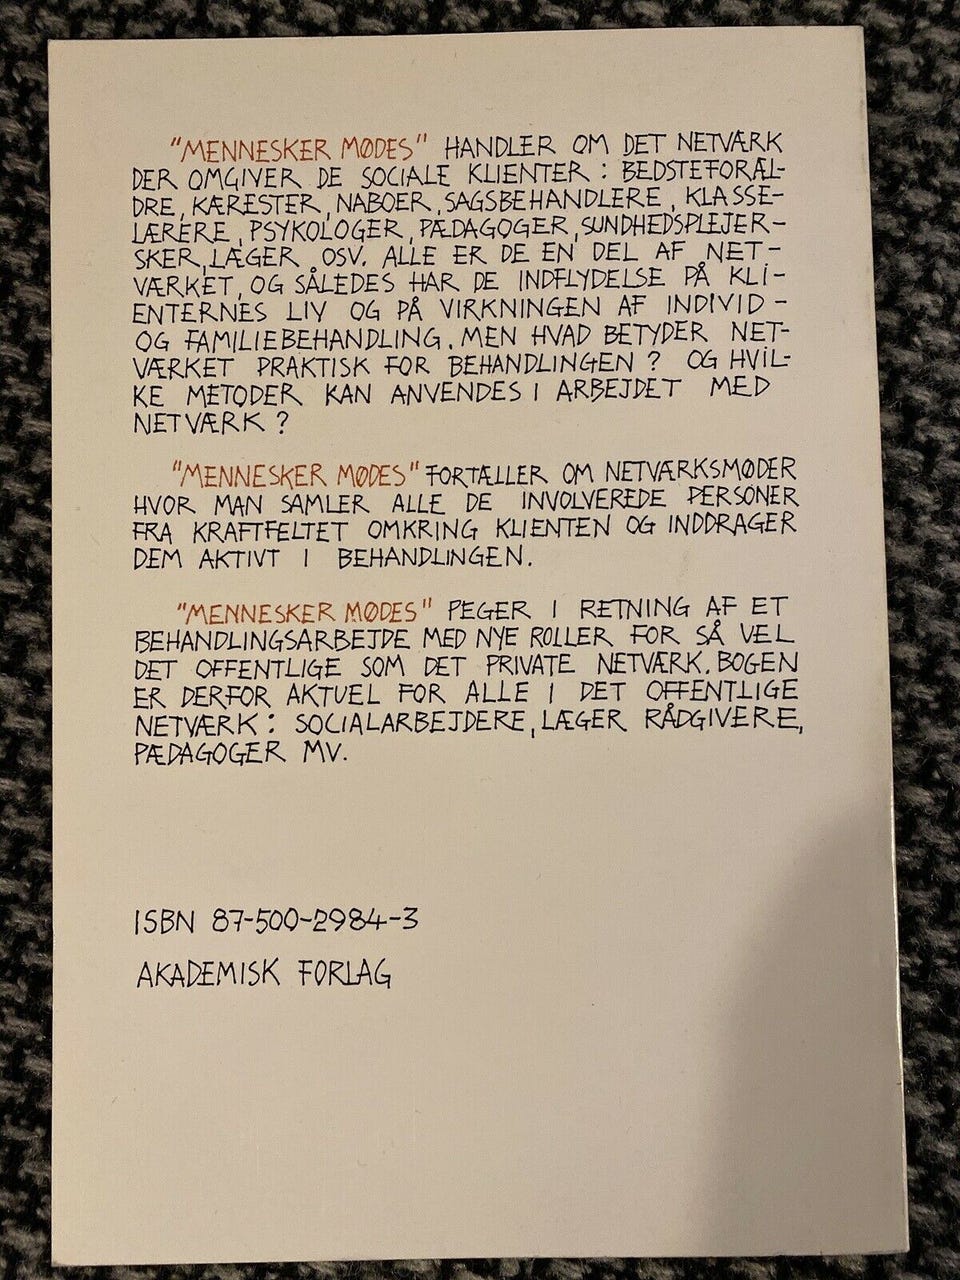 "MENNESKER MØDES" HANDLER OM DET NETVÆRK
DER OMGIVER DE SOCIALE KLIENTER : BEDSTEFORÆL-
DRE, KÆRESTER, NABOER, SAGSBEHANDLERE, KLASSE-
LÆRERE, PSYKOLOGER, PÆDAGOGER, SUNDHEDSPLEJER-
SKER, LÆGER OSV. ALLE ER DE EN DEL AF NET-
VÆRKET, OG SÅLEDES HAR DE INDFLYDELSE PÅ KLI-
ENTERNES LIV OG PÅ VIRKNINGEN AF INDIVID-
OG FAMILIEBEHANDLING. MEN HVAD BETYDER NET-
VÆRKET PRAKTISK FOR BEHANDLINGEN ? OG HVIL-
KE METODER KAN ANVENDES I ARBEJDET MED
NETVÆRK ?
"MENNESKER MØDES" FORTÆLLER OM NETVÆRKSMØDER
HVOR MAN SAMLER ALLE DE INVOLVEREDE PERSONER
FRA KRAFTFELTET OMKRING KLIENTEN OG INDDRAGER
DEM AKTIVT I BEHANDLINGEN.
"MENNESKER MØDES" PEGER I RETNING AF ET
BEHANDLINGSARBEJDE MED NYE ROLLER FOR SÅ VEL
DET OFFENTLIGE SOM DET PRIVATE NETVÆRK. BOGEN
ER DERFOR AKTUEL FOR ALLE I DET OFFENTLIGE
NETVÆRK : SOCIALARBEJDERE, LÆGER RÅDGIVERE,
PÆDAGOGER MV.
ISBN 87-500-2984-3
AKADEMISK FORLAG